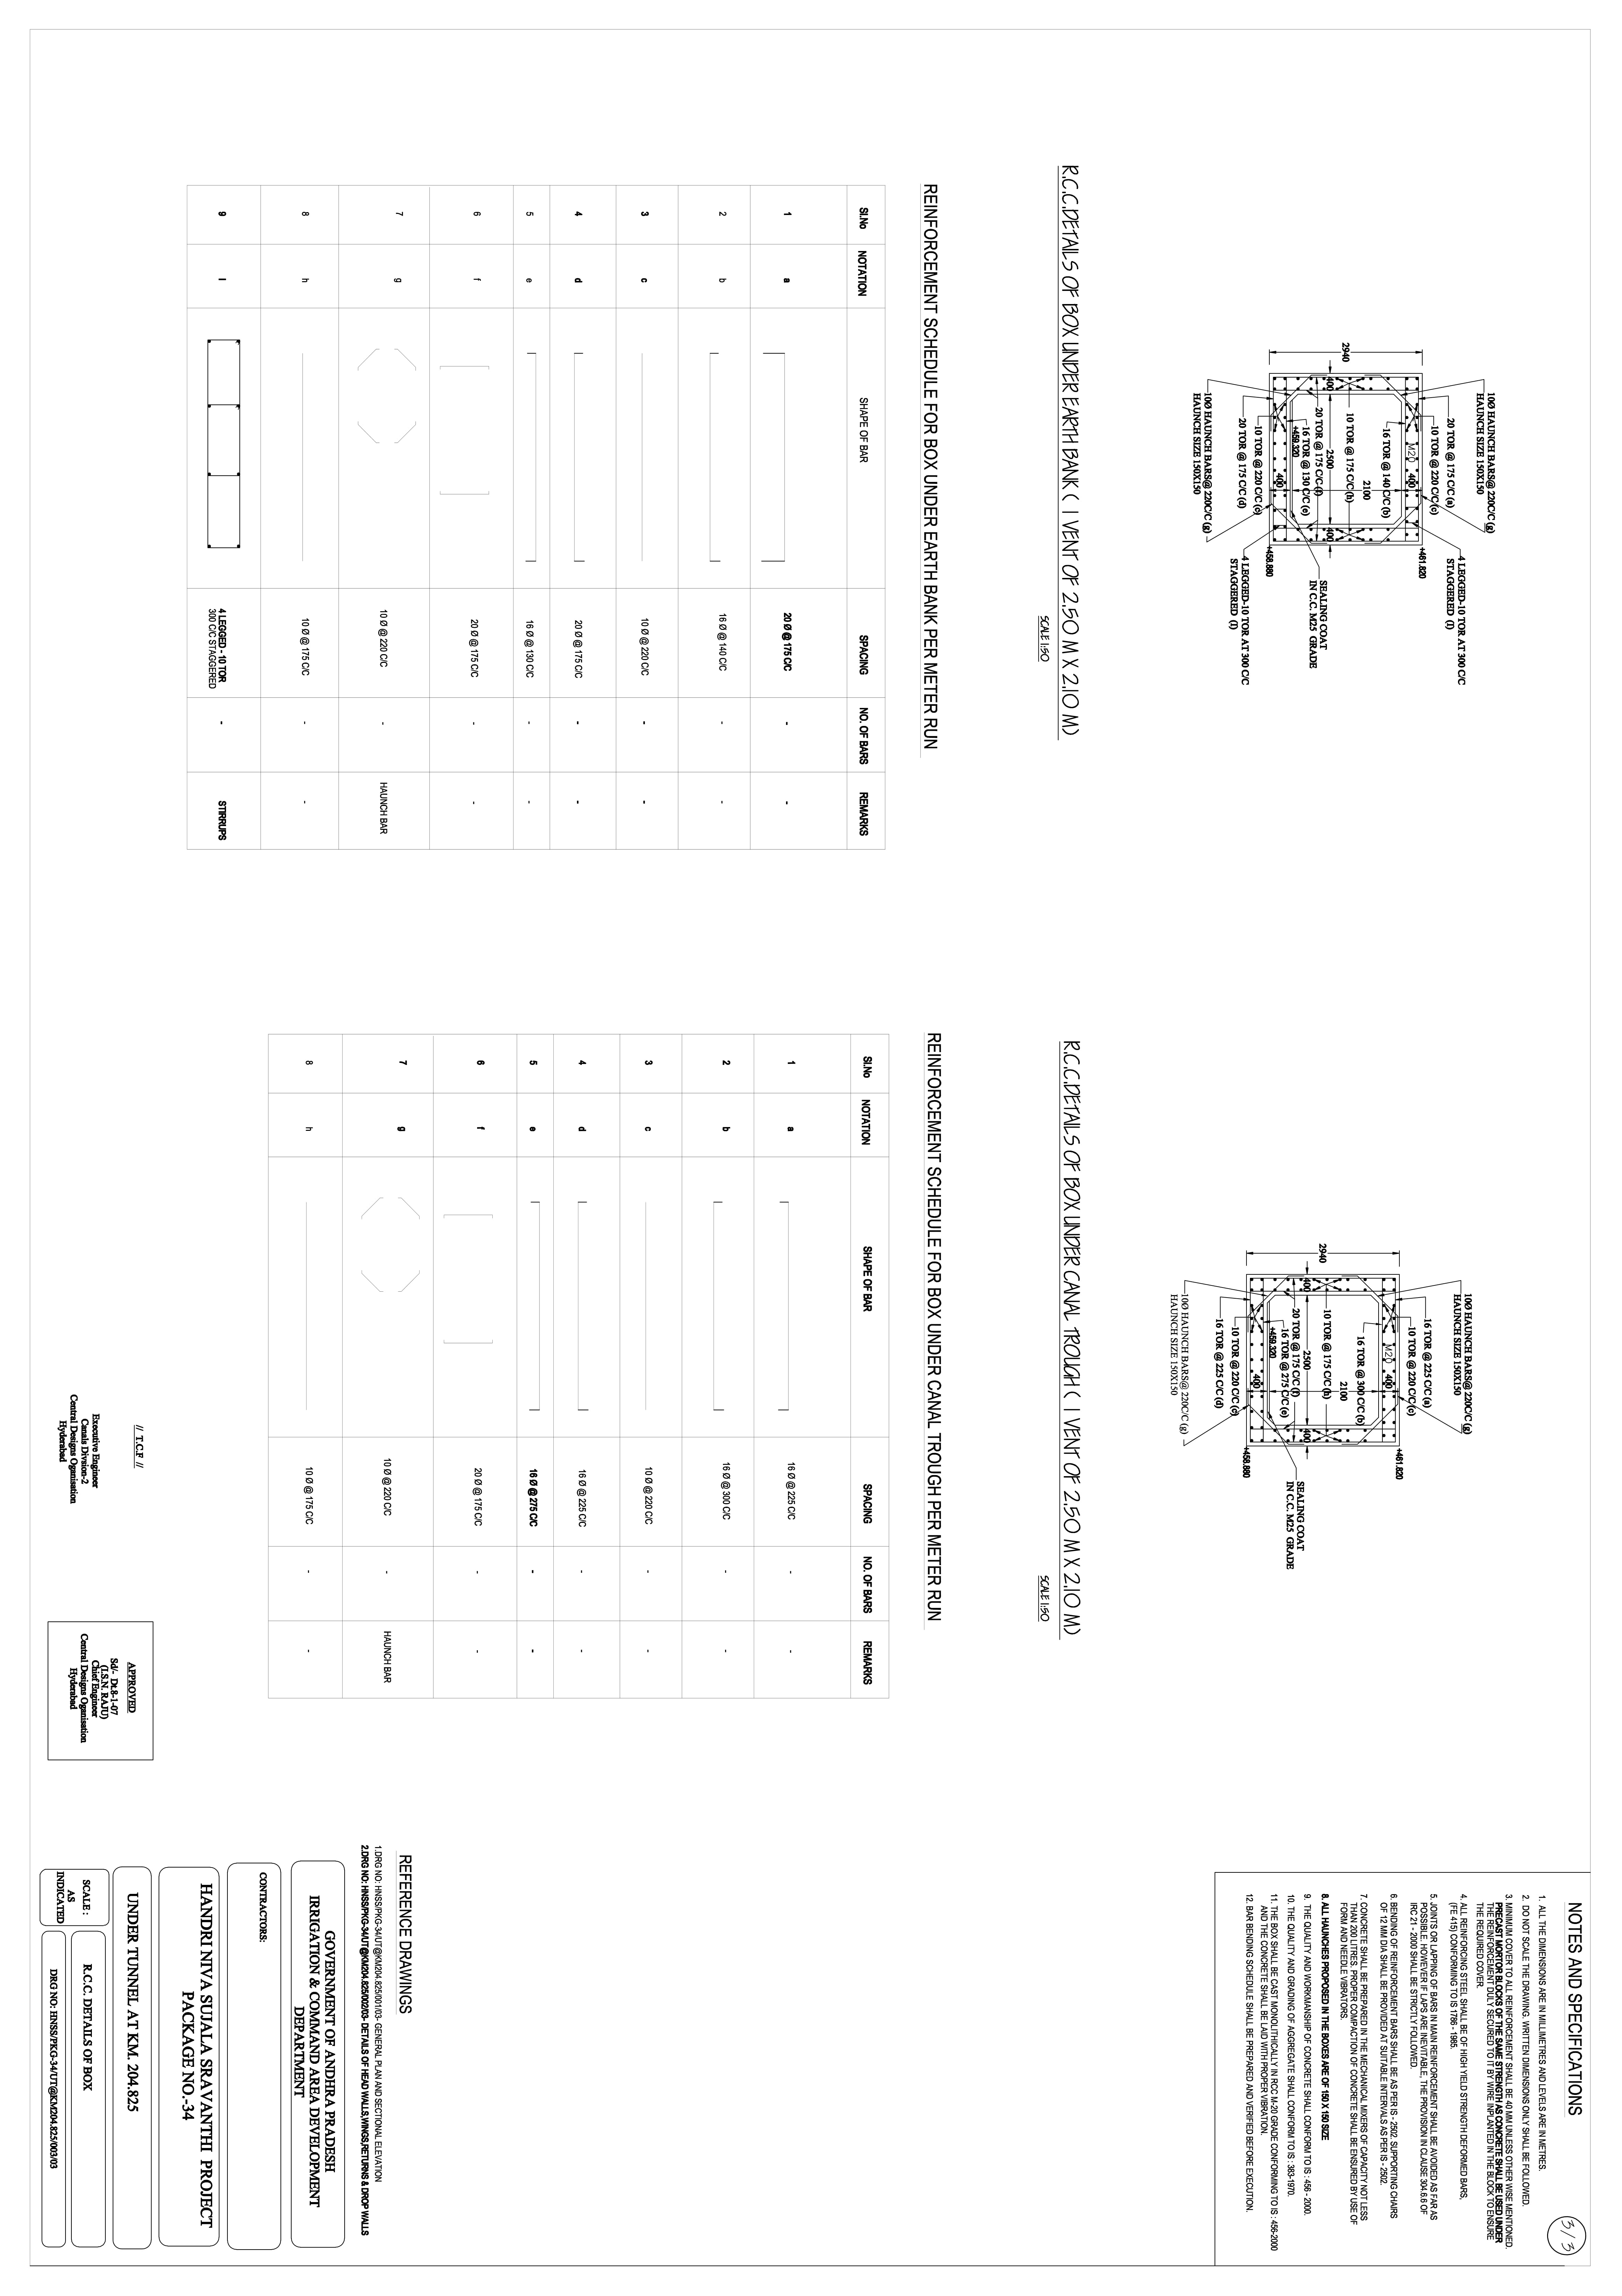 3/3
NOTES AND SPECIFICATIONS
1. ALL THE DIMENSIONS ARE IN MILLIMETRES AND LEVELS ARE IN METRES.
2. DO NOT SCALE THE DRAWING. WRITTEN DIMENSIONS ONLY SHALL BE FOLLOWED.
3. MINIMUM COVER TO ALL REINFORCEMENT SHALL BE 40 MM UNLESS OTHER WISE MENTIONED.
PRECAST MORTOR BLOCKS OF THE SAME STRENGTH AS CONCRETE SHALL BE USED UNDER
THE REINFORCEMENT DULY SECURED TO IT BY WIRE INPLANTED IN THE BLOCK TO ENSURE
THE REQUIRED COVER.
4. ALL REINFORCING STEEL SHALL BE OF HIGH YIELD STRENGTH DEFORMED BARS,
(FE 415) CONFORMING TO IS 1786 - 1985.
5. JOINTS OR LAPPING OF BARS IN MAIN REINFORCEMENT SHALL BE AVOIDED AS FAR AS
POSSIBLE. HOWEVER IF LAPS ARE INEVITABLE, THE PROVISION IN CLAUSE 304.6.6 OF
IRC 21 - 2000 SHALL BE STRICTLY FOLLOWED.
6. BENDING OF REINFORCEMENT BARS SHALL BE AS PER IS - 2502. SUPPORTING CHAIRS
OF 12 MM DIA SHALL BE PROVIDED AT SUITABLE INTERVALS AS PER IS - 2502.
7. CONCRETE SHALL BE PREPARED IN THE MECHANICAL MIXERS OF CAPACITY NOT LESS
THAN 200 LITRES. PROPER COMPACTION OF CONCRETE SHALL BE ENSURED BY USE OF
FORM AND NEEDLE VIBRATORS.
8. ALL HAUNCHES PROPOSED IN THE BOXES ARE OF 150 X 150 SIZE
9. THE QUALITY AND WORKMANSHIP OF CONCRETE SHALL CONFORM TO IS : 456 - 2000.
10. THE QUALITY AND GRADING OF AGGREGATE SHALL CONFORM TO IS : 383-1970.
11. THE BOX SHALL BE CAST MONOLITHICALLY IN RCC M-20 GRADE CONFORMING TO IS : 456-2000
AND THE CONCRETE SHALL BE LAID WITH PROPER VIBRATION.
12. BAR BENDING SCHEDULE SHALL BE PREPARED AND VERIFIED BEFORE EXECUTION.
10Ø HAUNCH BARS@ 220C/C (g)
HAUNCH SIZE 150X150
20 TOR @ 175 C/C (a)
10 TOR @ 220 C/C(c)
4 LEGGED-10 TOR AT 300 C/C
STAGGERED (I)
+461.820
M20
400
16 TOR @ 140 C/C (b)
2100
10 TOR @ 175 C/C(h)
2940
400
2500
400
20 TOR @ 175 C/C-(f)
16 TOR @ 130 C/C (e)
+459.320
SEALING COAT
IN C.C. M25 GRADE
400
+458.880
10 TOR @ 220 C/C (c)
20 TOR @ 175 C/C (d)
4 LEGGED-10 TOR AT 300 C/C
STAGGERED (I)
10Ø HAUNCH BARS@ 220C/C (g)
HAUNCH SIZE 150X150
R.C.C.DETAILS OF BOX UNDER EARTH BANK ( 1 VENT OF 2.50 M X 2.10 M)
SCALE 1:50
10Ø HAUNCH BARS@ 220C/C (g)
HAUNCH SIZE 150X150
16 TOR @ 225 C/C (a)
10 TOR @ 220 C/C(c)
+461.820
M20
400
16 TOR @ 300 C/C(b)
2100
10 TOR @ 175 C/C (h)
2940
400
2500
400
20 TOR @ 175 C/C (f)
16 TOR @ 275 C/C (e)
+459.320
SEALING COAT
IN C.C. M25 GRADE
400
+458.880
10 TOR @ 220 C/C (c)
16 TOR @ 225 C/C (d)
10Ø HAUNCH BARS@ 220C/C (g)
HAUNCH SIZE 150X150
R.C.C.DETAILS OF BOX UNDER CANAL TROUGH ( 1 VENT OF 2.50 M X 2.10 M)
SCALE 1:50
REINFORCEMENT SCHEDULE FOR BOX UNDER EARTH BANK PER METER RUN
Sl.No NOTATION SHAPE OF BAR SPACING NO. OF BARS REMARKS
1 a 20 Ø @ 175 C/C - -
2 b 16 Ø @ 140 C/C - -
3 c 10 Ø @ 220 C/C - -
4 d 20 Ø @ 175 C/C - -
5 e 16 Ø @ 130 C/C - -
6 f 20 Ø @ 175 C/C - -
7 g 10 Ø @ 220 C/C - HAUNCH BAR
8 h 10 Ø @ 175 C/C - -
9 I 4 LEGGED - 10 TOR
300 C/C STAGGERED - STIRRUPS
REINFORCEMENT SCHEDULE FOR BOX UNDER CANAL TROUGH PER METER RUN
Sl.No NOTATION SHAPE OF BAR SPACING NO. OF BARS REMARKS
1 a 16 Ø @ 225 C/C - -
2 b 16 Ø @ 300 C/C - -
3 c 10 Ø @ 220 C/C - -
4 d 16 Ø @ 225 C/C - -
5 e 16 Ø @ 275 C/C - -
6 f 20 Ø @ 175 C/C - -
7 g 10 Ø @ 220 C/C - HAUNCH BAR
8 h 10 Ø @ 175 C/C - -
// T.C.F. //
Executive Engineer
Canals Divsion-2
Central Designs Oganisation
Hyderabad
APPROVED
Sd/- Dt.8-1-07
(I.S.N. RAJU)
Chief Engineer
Central Designs Oganisation
Hyderabad
REFERENCE DRAWINGS
1.DRG NO: HNSS/PKG-34/UT@KM204.825/001/03- GENERAL PLAN AND SECTIONAL ELEVATION
2.DRG NO: HNSS/PKG-34/UT@KM204.825/002/03- DETAILS OF HEAD WALLS,WINGS,RETURNS & DROP WALLS
GOVERNMENT OF ANDHRA PRADESH
IRRIGATION & COMMAND AREA DEVELOPMENT
DEPARTMENT
CONTRACTORS:
HANDRI NIVA SUJALA SRAVANTHI PROJECT
PACKAGE NO.-34
UNDER TUNNEL AT KM. 204.825
SCALE :
AS
INDICATED
R.C.C. DETAILS OF BOX
DRG NO: HNSS/PKG-34/UT@KM204.825/003/03